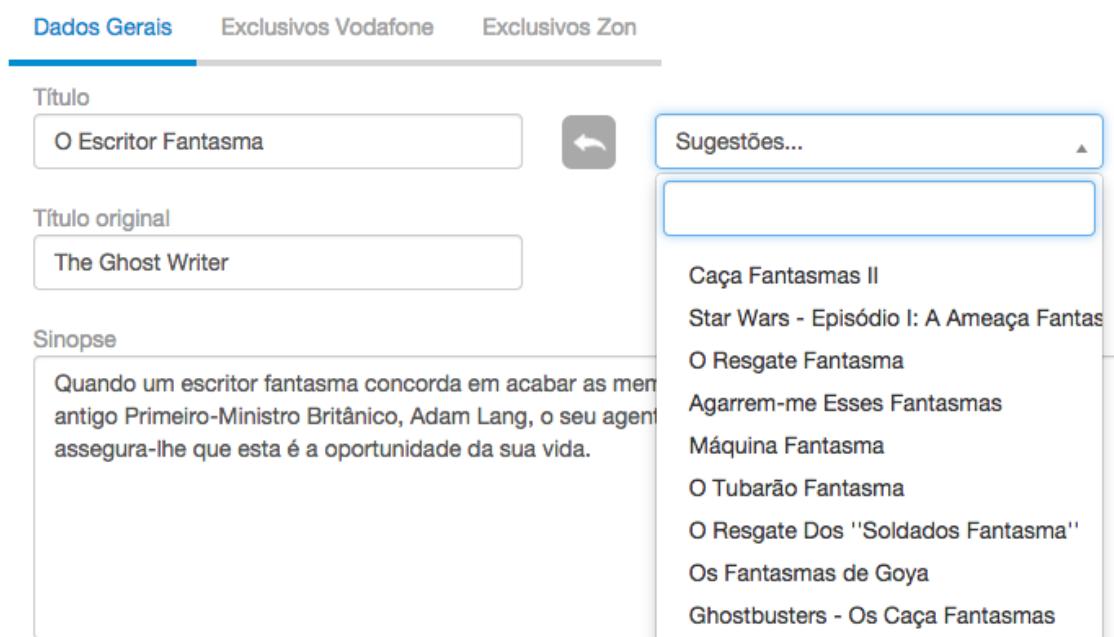 Dados Gerais Exclusivos Vodafone Exclusivos Zon
Título
O Escritor Fantasma
Sugestões...
Título original
The Ghost Writer
Sinopse
Quando um escritor fantasma concorda em acabar as
antigo Primeiro-Ministro Britânico, Adam Lang, o seu
assegura-lhe que esta é a oportunidade da sua vida.
Caça Fantasmas II
Star Wars - Episódio I: A Ameaça
O Resgate Fantasma
Agarrem-me Esses Fantasmas
Máquina Fantasma
O Tubarão Fantasma
O Resgate Dos ''Soldados Fantasma''
Os Fantasmas de Goya
Ghostbusters - Os Caça Fantasmas